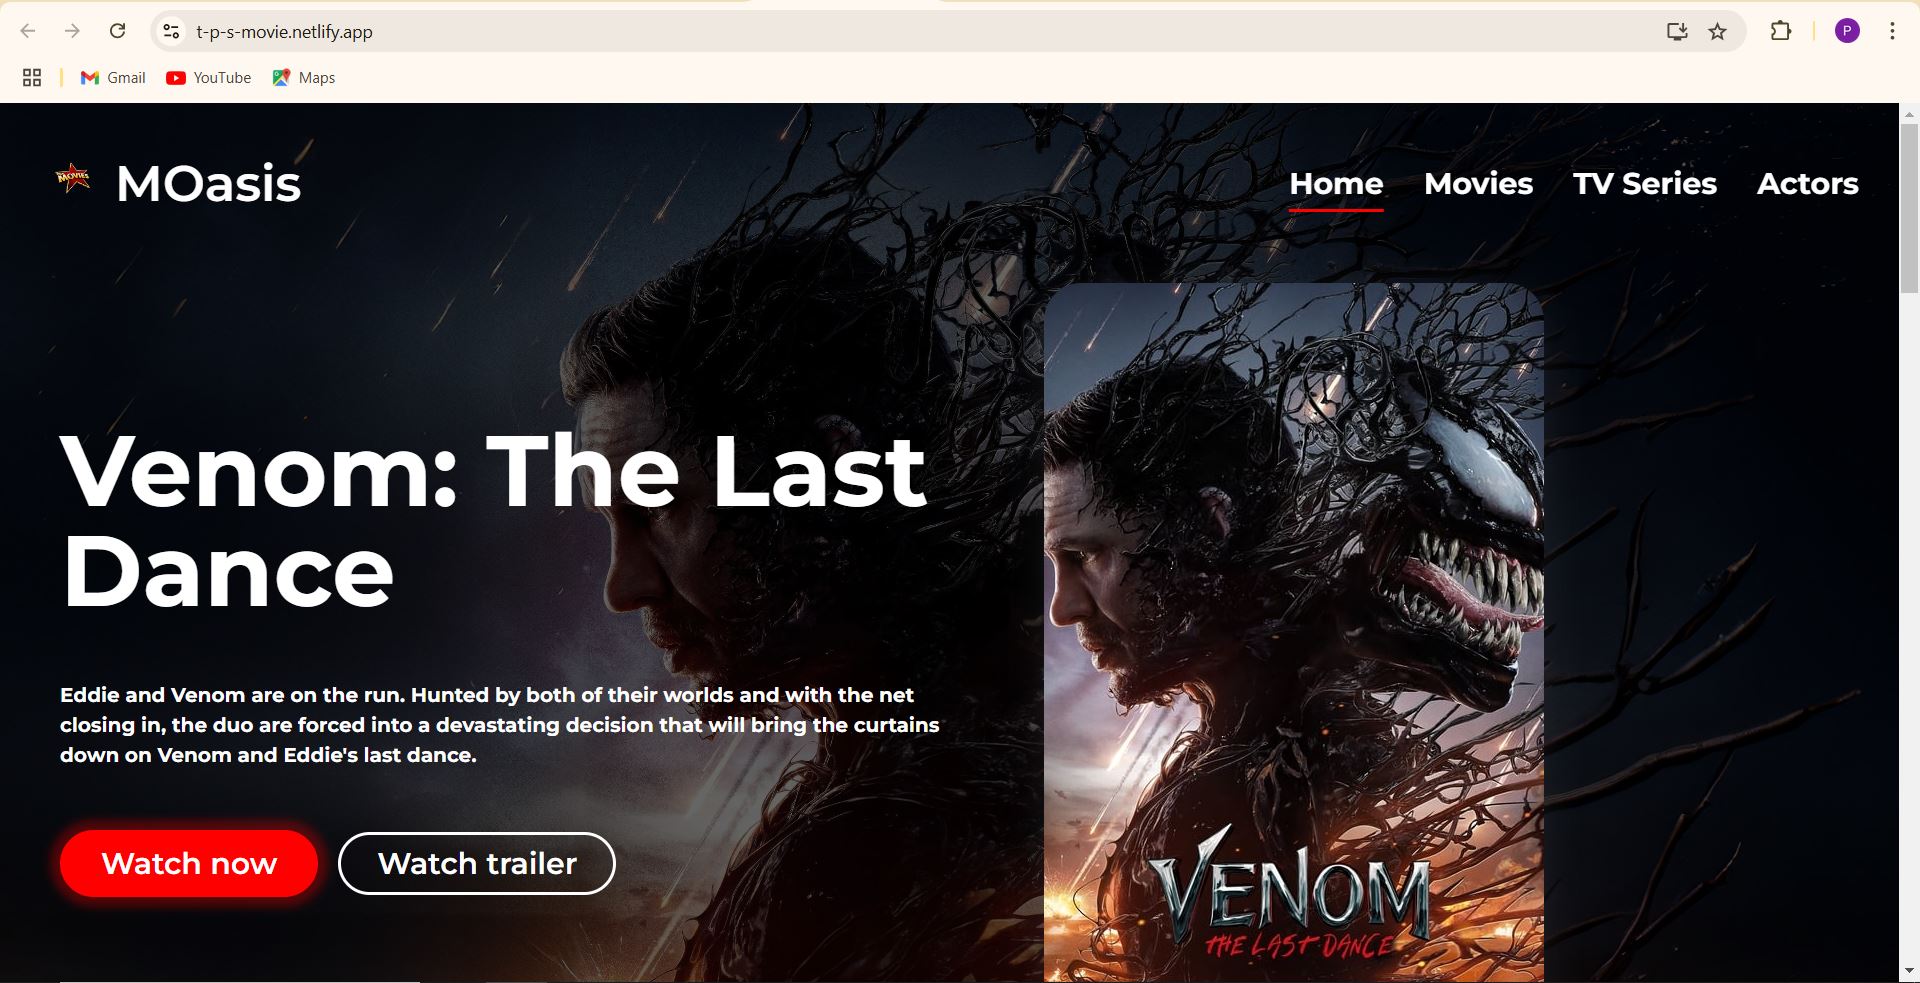 t-p-s-movie.netlify.app
P
Gmail YouTube Maps
MOVIES
MOasis
Home Movies TV Series Actors
Venom: The Last
Dance
Eddie and Venom are on the run. Hunted by both of their worlds and with the net
closing in, the duo are forced into a devastating decision that will bring the curtains
down on Venom and Eddie's last dance.
Watch now Watch trailer
VENOM
THE LAST DANCE